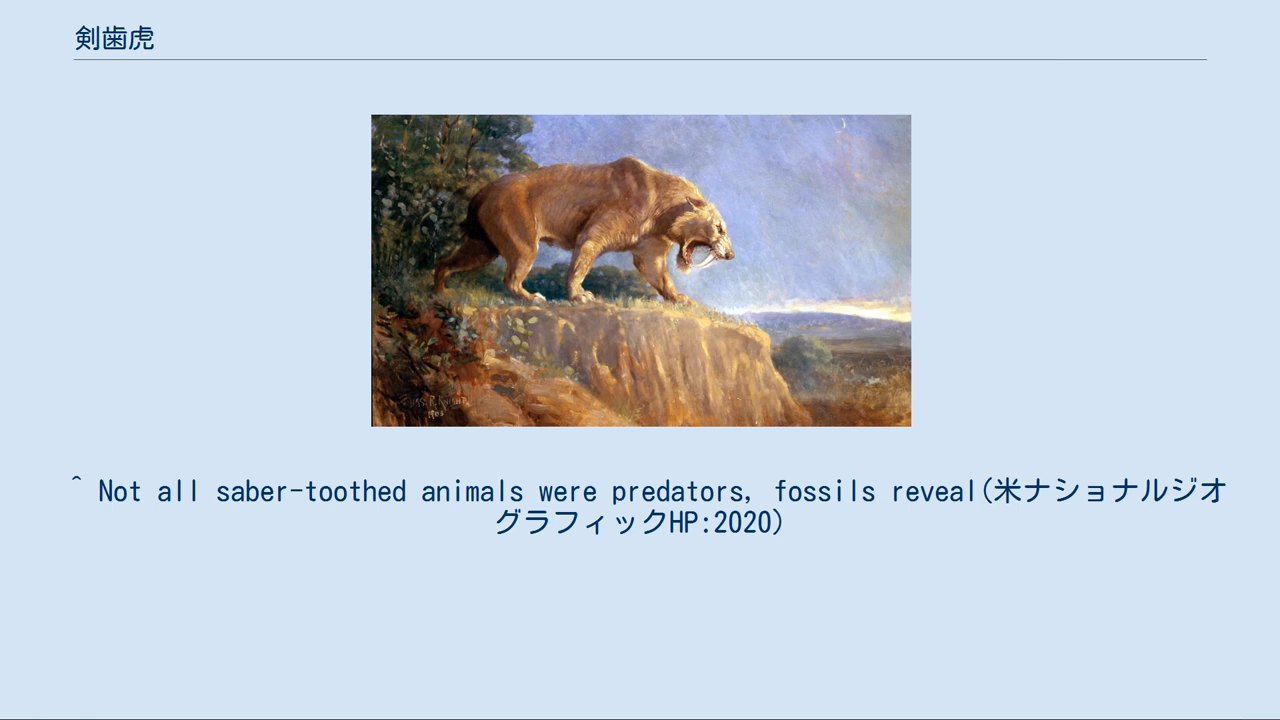 剣歯虎
^ Not all saber-toothed animals were predators, fossils reveal(米ナショナルジオ
グラフィックHP:2020)